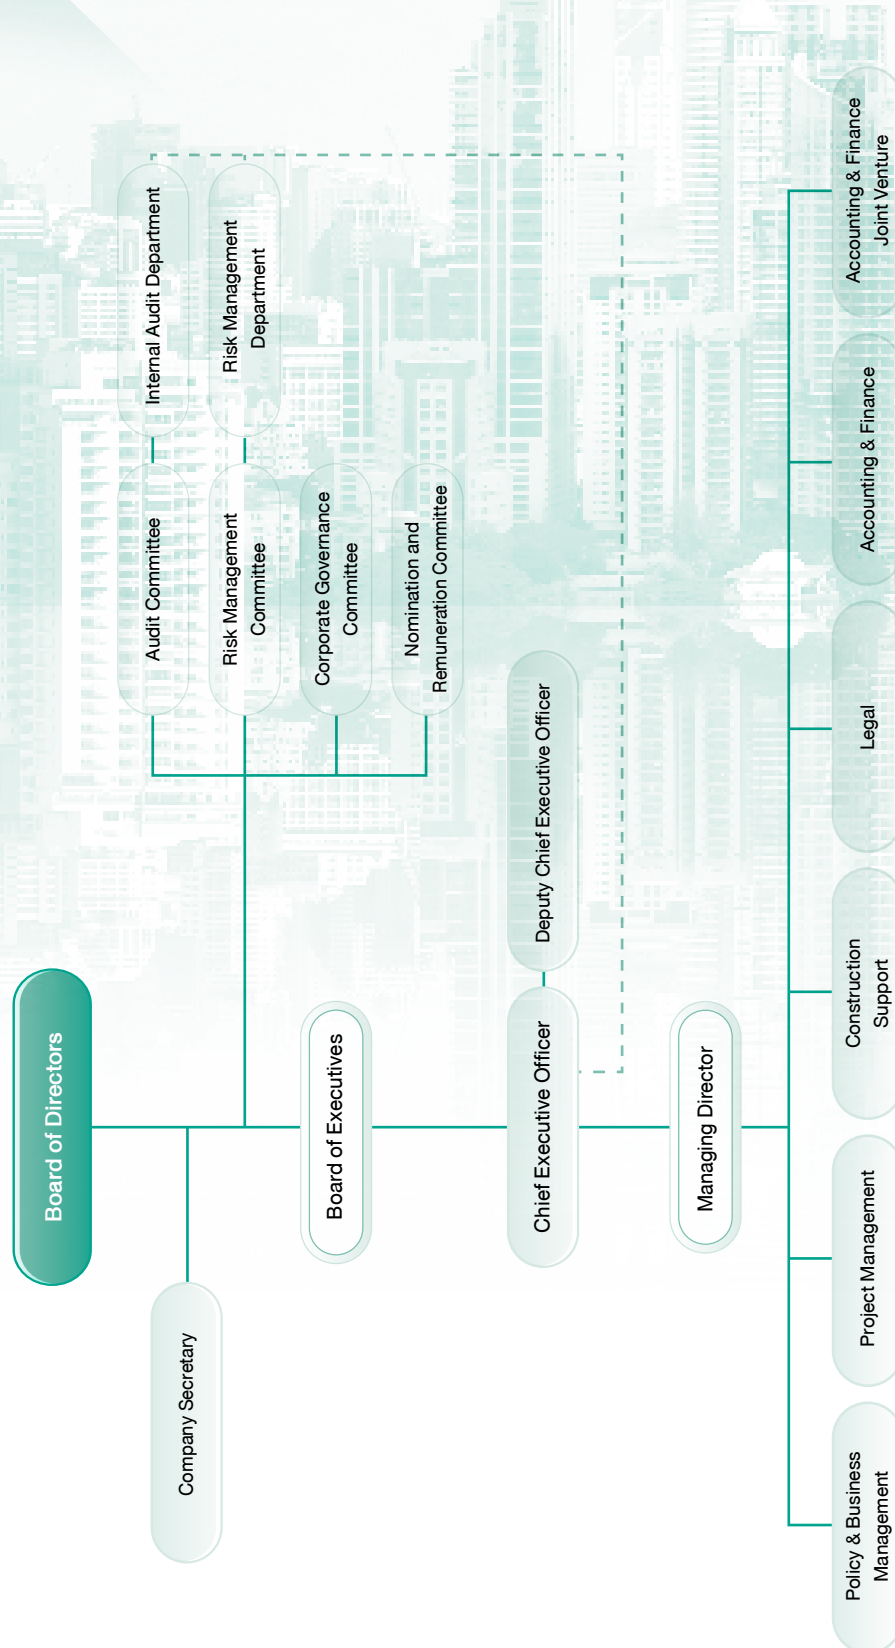 Board of Directors
Company Secretary
Audit Committee
Internal Audit Department
Risk Management
Committee
Risk Management
Department
Corporate Governance
Committee
Nomination and
Remuneration Committee
Board of Executives
Chief Executive Officer
Deputy Chief Executive Officer
Managing Director
Policy & Business
Management
Project Management
Construction
Support
Legal
Accounting & Finance
Accounting & Finance
Joint Venture